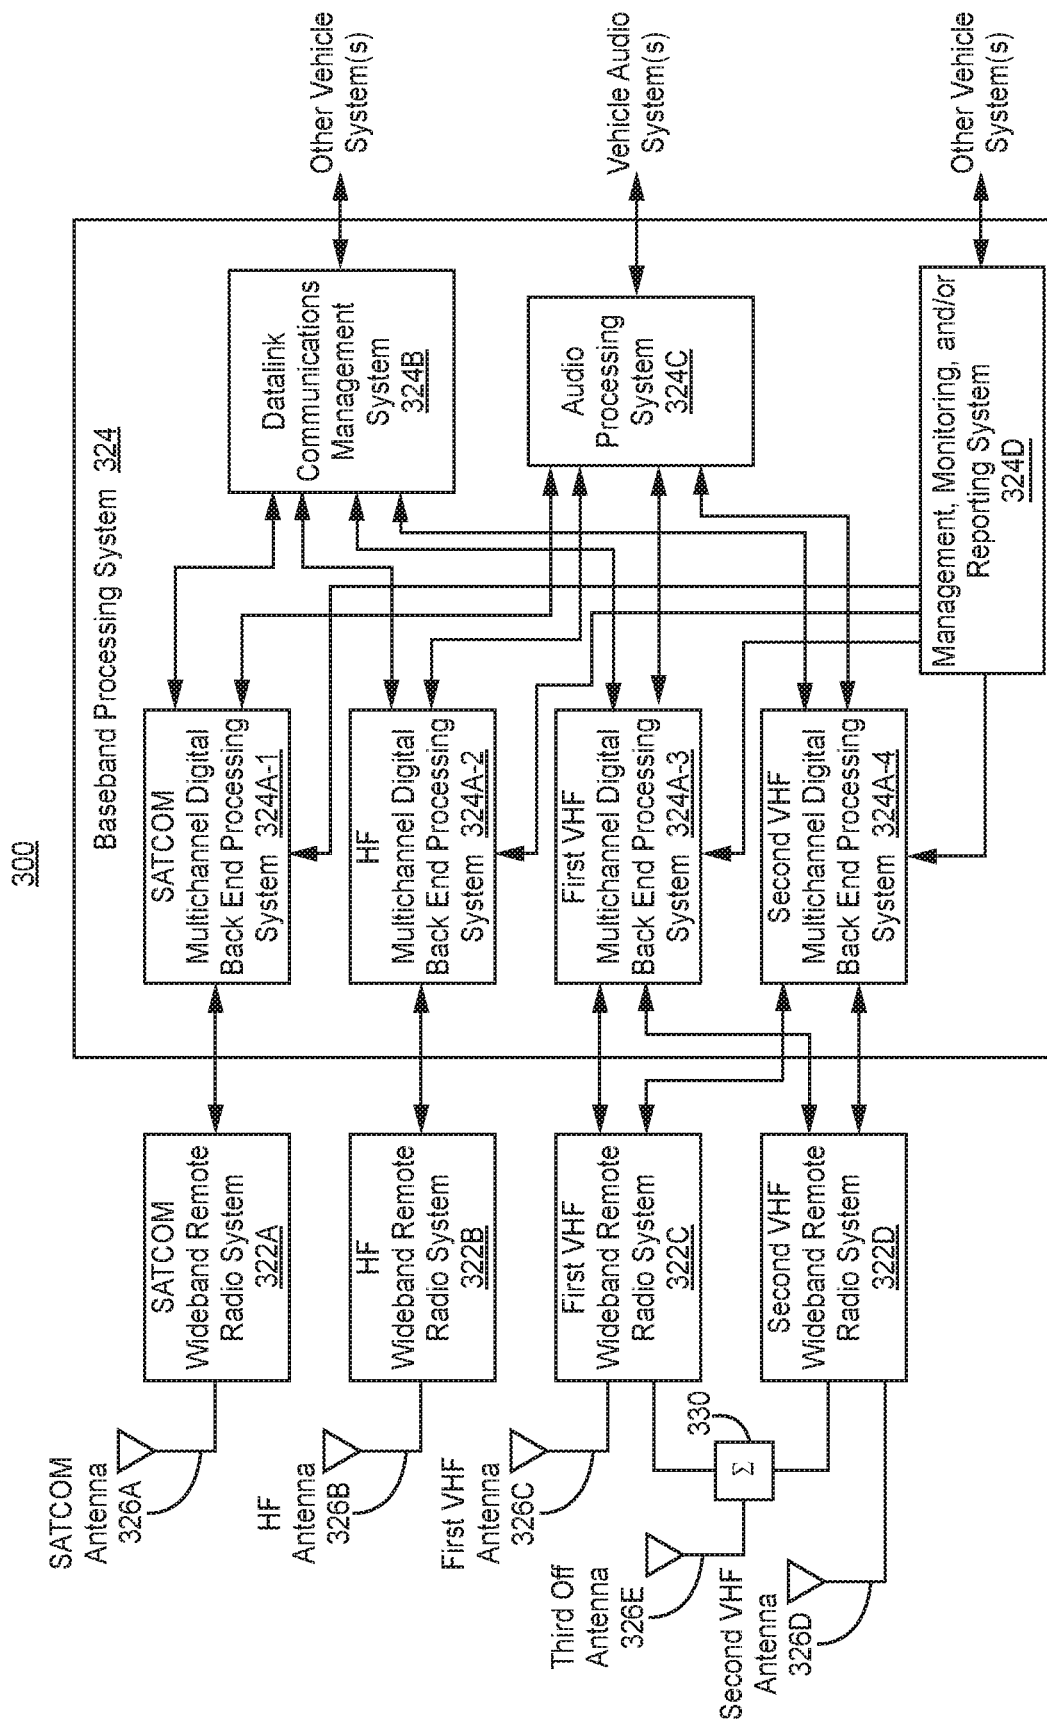 300
Baseband Processing System 324
SATCOM
Antenna
326A
HF
Antenna
326B
First VHF
Antenna
326C
Third Off
Antenna
326E
Second VHF
Antenna
326D
Σ
330
SATCOM
Wideband Remote
Radio System
322A
HF
Wideband Remote
Radio System
322B
First VHF
Wideband Remote
Radio System
322C
Second VHF
Wideband Remote
Radio System
322D
SATCOM
Multichannel Digital
Back End Processing
System 324A-1
HF
Multichannel Digital
Back End Processing
System 324A-2
First VHF
Multichannel Digital
Back End Processing
System 324A-3
Second VHF
Multichannel Digital
Back End Processing
System 324A-4
Datalink
Communications
Management
System
324B
Audio
Processing
System
324C
Management, Monitoring, and/or
Reporting System
324D
Other Vehicle
System(s)
Vehicle Audio
System(s)
Other Vehicle
System(s)